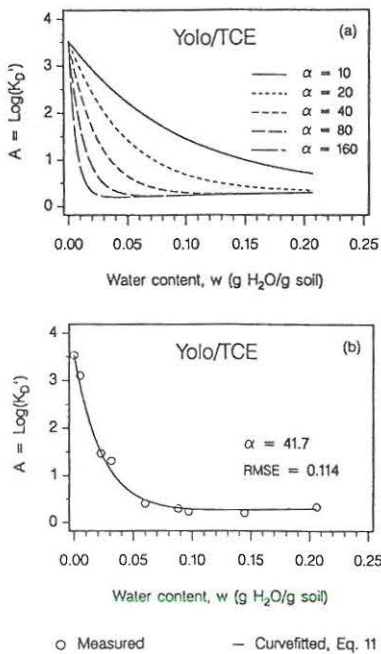 Yolo/TCE
(a)
4
3
2
1
0
A = Log(KD')
α = 10
α = 20
α = 40
α = 80
α = 160
0.00 0.05 0.10 0.15 0.20 0.25
Water content, w (g H2O/g soil)
Yolo/TCE
(b)
4
3
2
1
0
A = Log(KD')
α = 41.7
RMSE = 0.114
0.00 0.05 0.10 0.15 0.20 0.25
Water content, w (g H2O/g soil)
○ Measured — Curvefitted, Eq. 11